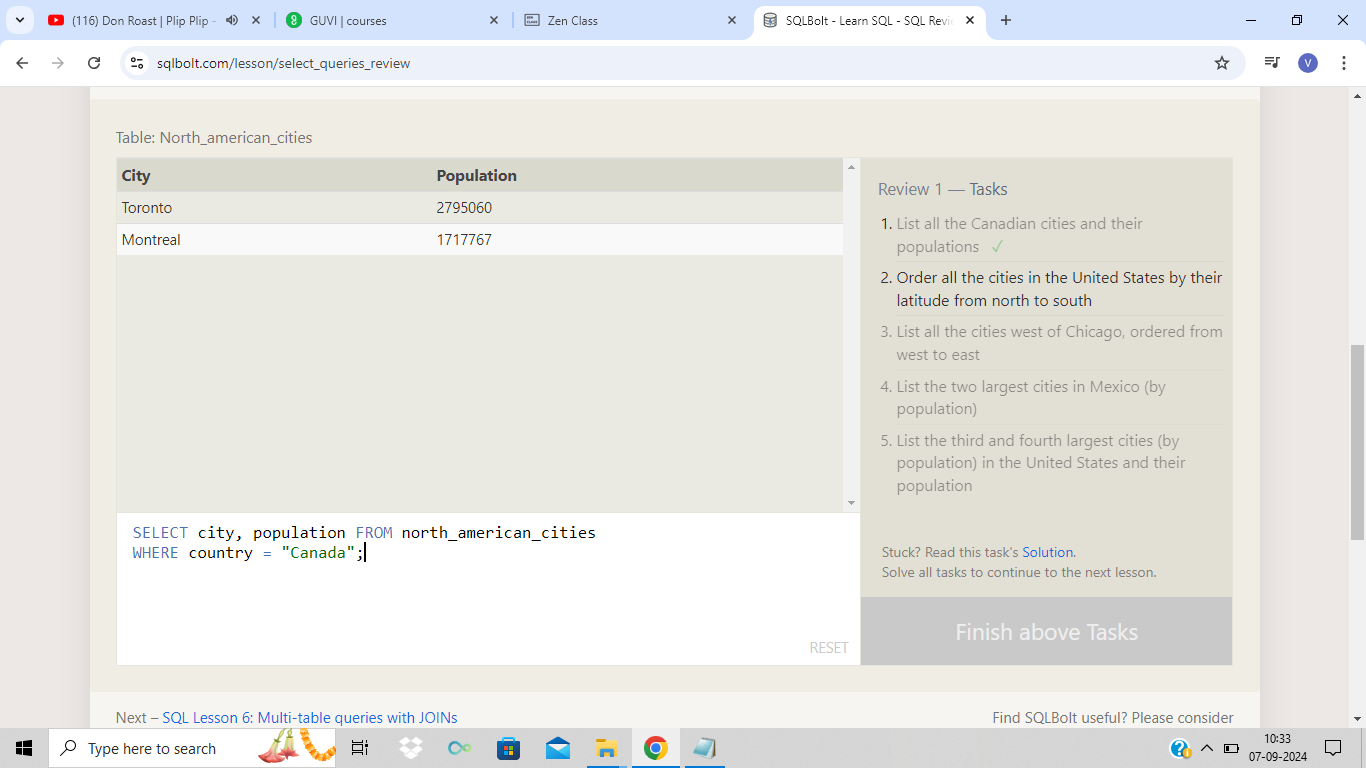 (116) Don Roast | Plip Plip -
GUVI | courses
Zen Class
SQLBolt - Learn SQL - SQL Revie
sqlbolt.com/lesson/select_queries_review
V
Table: North_american_cities
City Population
Toronto 2795060
Montreal 1717767
Review 1 — Tasks
1. List all the Canadian cities and their
populations ✓
2. Order all the cities in the United States by their
latitude from north to south
3. List all the cities west of Chicago, ordered from
west to east
4. List the two largest cities in Mexico (by
population)
5. List the third and fourth largest cities (by
population) in the United States and their
population
SELECT city, population FROM north_american_cities
WHERE country = "Canada";
RESET
Stuck? Read this task's Solution.
Solve all tasks to continue to the next lesson.
Finish above Tasks
Next – SQL Lesson 6: Multi-table queries with JOINs
Find SQLBolt useful? Please consider
Type here to search
10:33
07-09-2024